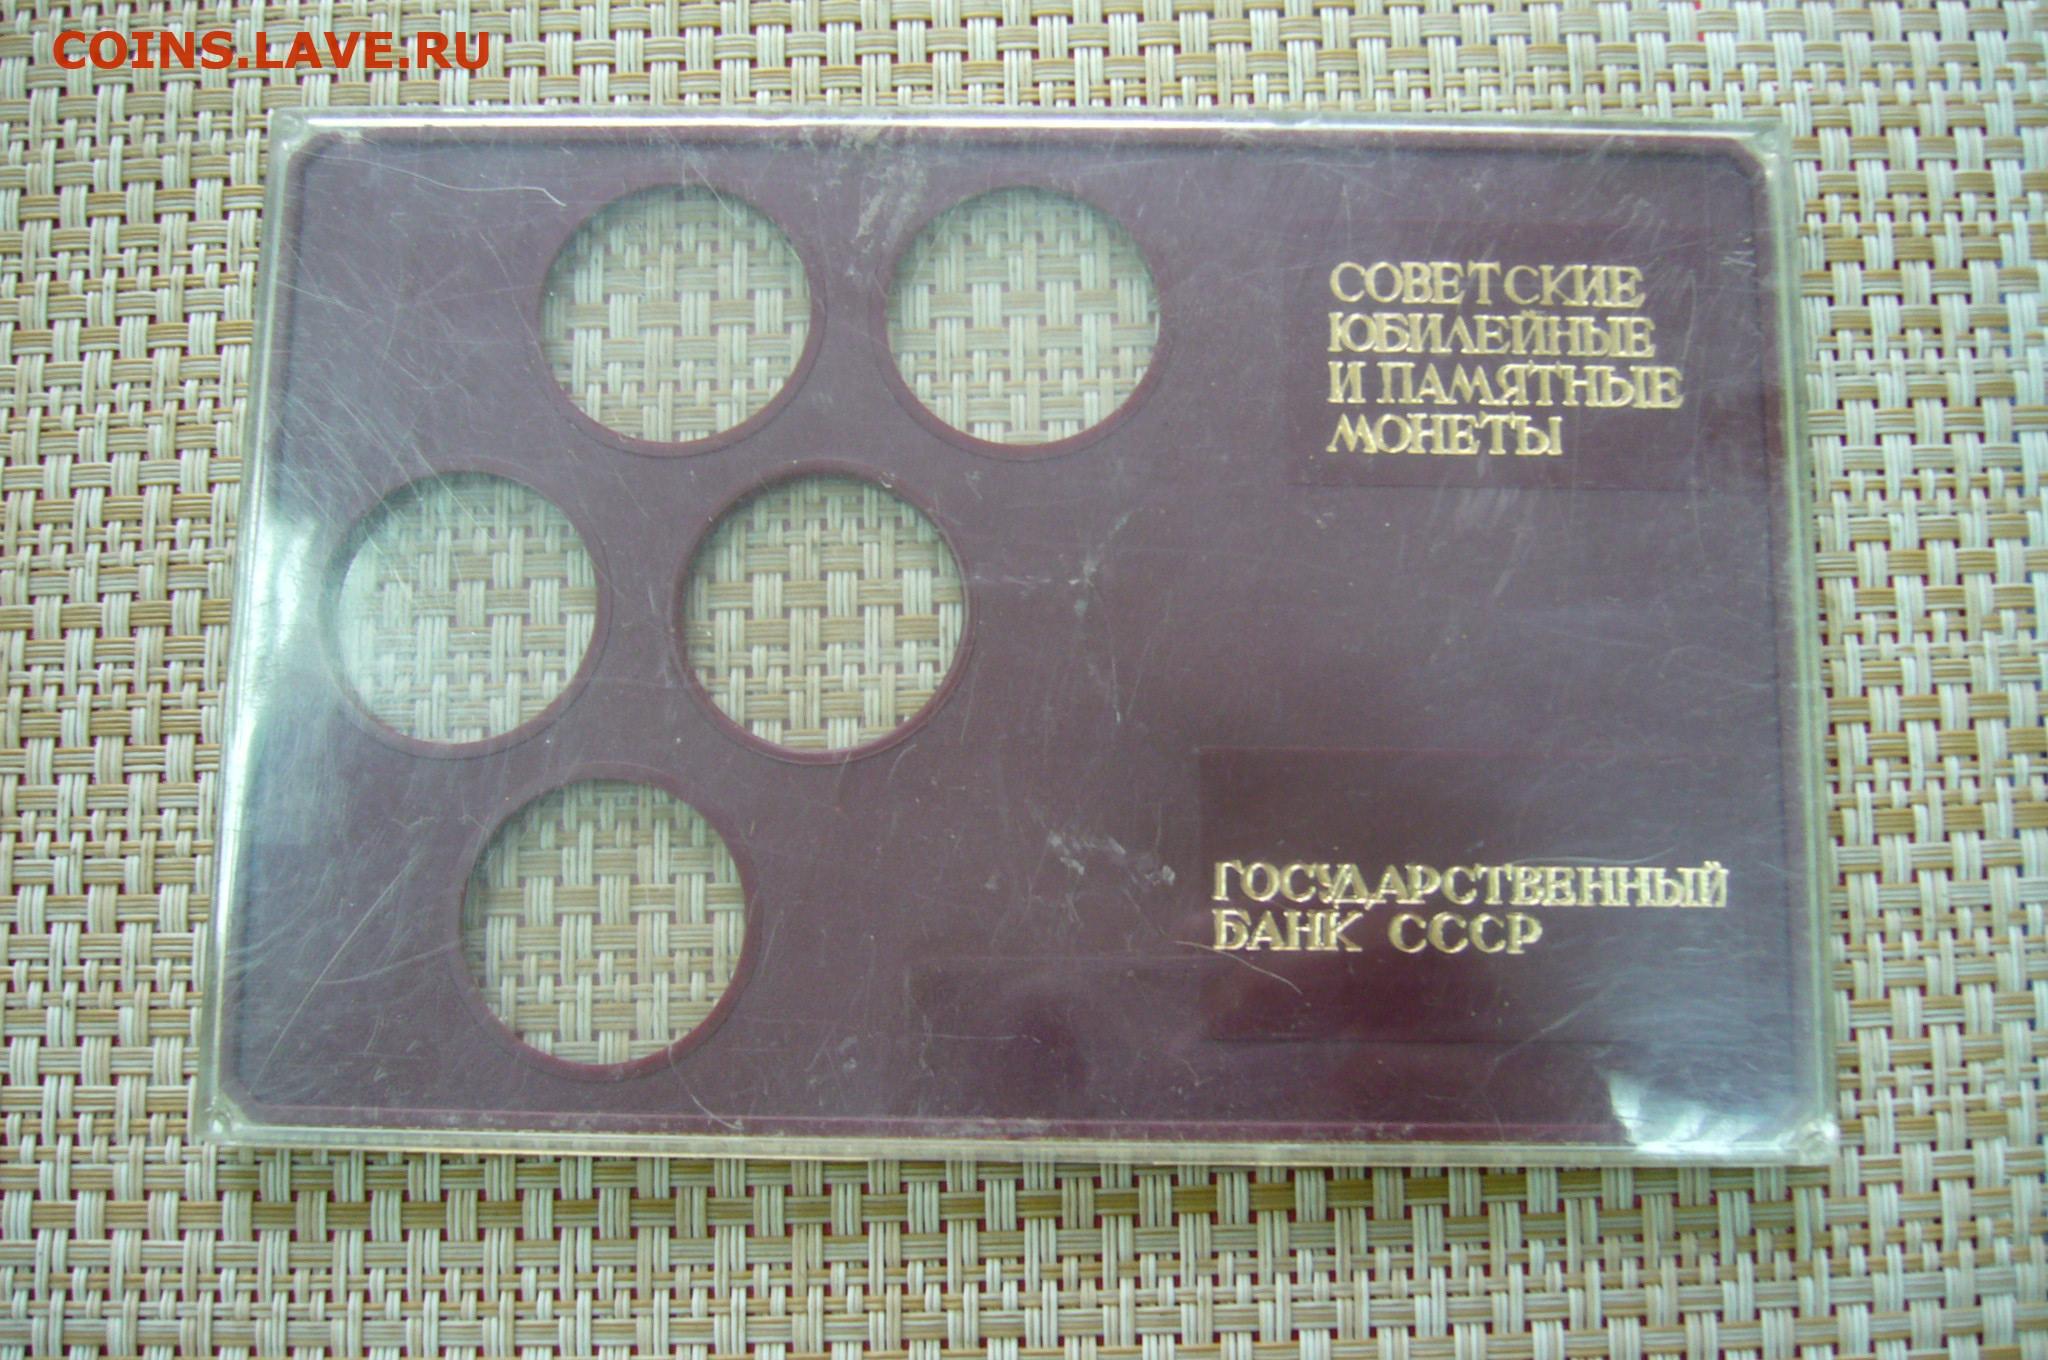 COINS.LAVE.RU
СОВЕТСКИЕ
ЮБИЛЕЙНЫЕ
И ПАМЯТНЫЕ
МОНЕТЫ
ГОСУДАРСТВЕННЫЙ
БАНК СССР